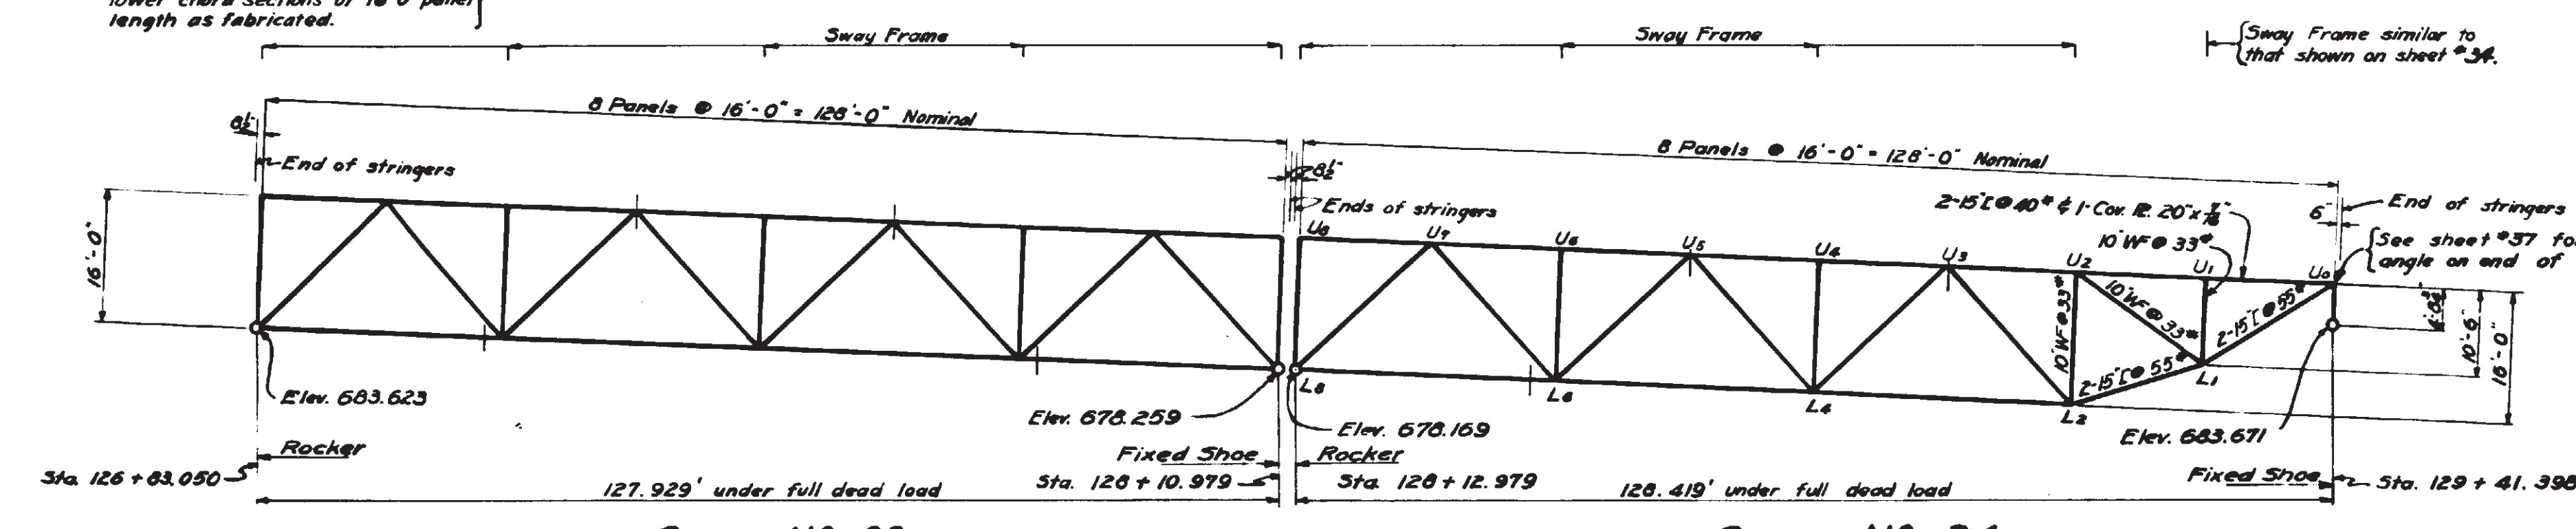 length as fabricated.
Sway Frame
Sway Frame
Sway Frame similar to
that shown on sheet #34.
8 Panels @ 16'-0" = 128'-0" Nominal
8 Panels @ 16'-0" = 128'-0" Nominal
8½"
End of stringers
16'-0"
8½"
Ends of stringers
2-15"[ @ 40# & 1-Cov. Pl. 20" x 7/16"
10"WF @ 33#
6"
End of stringers
See sheet #37
angle on end of
U8
U7
U6
U5
U4
U3
U2
U1
U0
10"WF @ 33#
10"WF @ 33#
2-15"[ @ 55#
2-15"[ @ 55#
10'-6"
16'-0"
L8
L6
L4
L2
L1
Elev. 683.623
Elev. 678.259
Elev. 678.169
Elev. 683.671
Rocker
Fixed Shoe
Rocker
Fixed Shoe
Sta. 126 + 83.050
Sta. 128 + 10.979
Sta. 128 + 12.979
Sta. 129 + 41.398
127.929' under full dead load
128.419' under full dead load